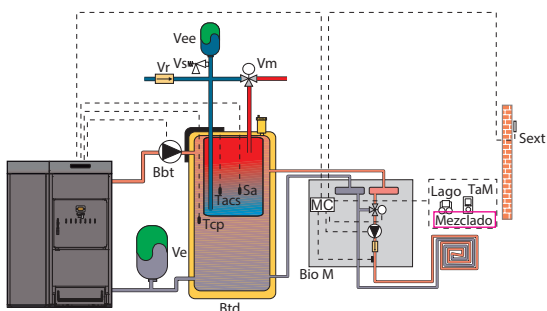 Vee
Vs
Vr
Vm
Sext
Bbt
Sa
Tacs
Tcp
Lago
TaM
MC
Mezclado
Ve
Bio M
Btd